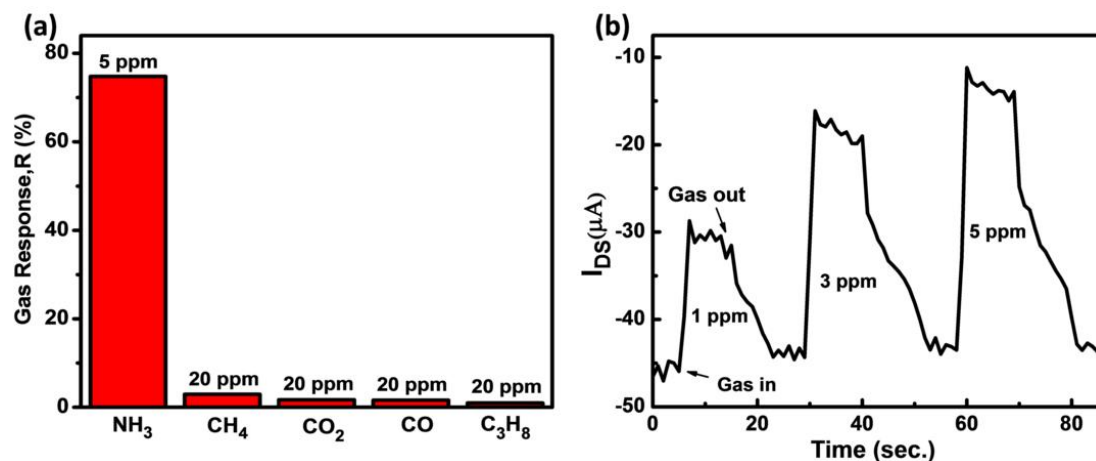 (a)
Gas Response,R (%)
80
60
40
20
0
5 ppm
20 ppm
20 ppm
20 ppm
20 ppm
NH₃
CH₄
CO₂
CO
C₃H₈
(b)
I_DS(μA)
-10
-20
-30
-40
-50
Gas out
5 ppm
3 ppm
1 ppm
Gas in
0
20
40
60
80
Time (sec.)